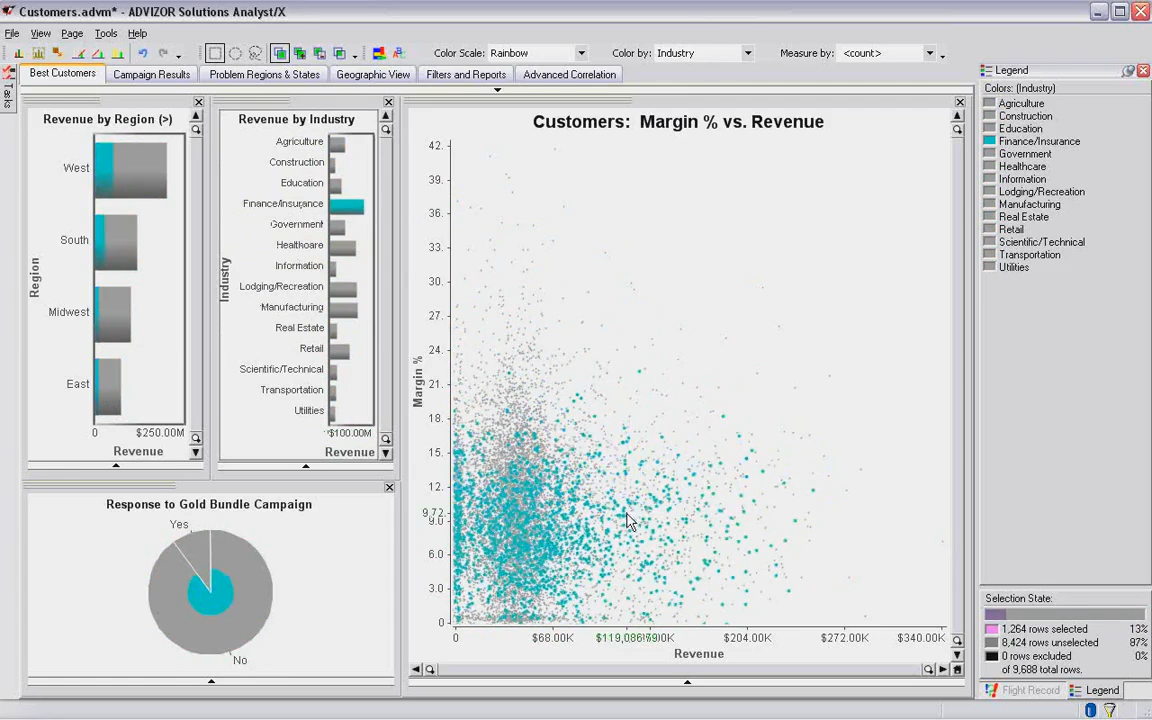 Customers.advm* - ADVIZOR Solutions Analyst/X
File View Page Tools Help
Color Scale: Rainbow Color by: Industry Measure by: <count>
Best Customers Campaign Results Problem Regions & States Geographic View Filters and Reports Advanced Correlation
Tasks
Revenue by Region (>)
West
South
Midwest
East
Region
0 $250.00M
Revenue
Revenue by Industry
Agriculture
Construction
Education
Finance/Insurance
Government
Healthcare
Information
Lodging/Recreation
Manufacturing
Real Estate
Retail
Scientific/Technical
Transportation
Utilities
Industry
$100.00M
Revenue
Response to Gold Bundle Campaign
Yes
No
Customers: Margin % vs. Revenue
42.
39.
36.
33.
30.
27.
24.
21.
18.
15.
12.
9.72
9.0
6.0
3.0
0
Margin %
0 $68.00K $204.00K $272.00K $340.00K
Revenue
Legend
Colors: (Industry)
Agriculture
Construction
Education
Finance/Insurance
Government
Healthcare
Information
Lodging/Recreation
Manufacturing
Real Estate
Retail
Scientific/Technical
Transportation
Utilities
Selection State:
1,264 rows selected 13%
8,424 rows unselected 87%
0 rows excluded 0%
of 9,688 total rows.
Flight Record Legend